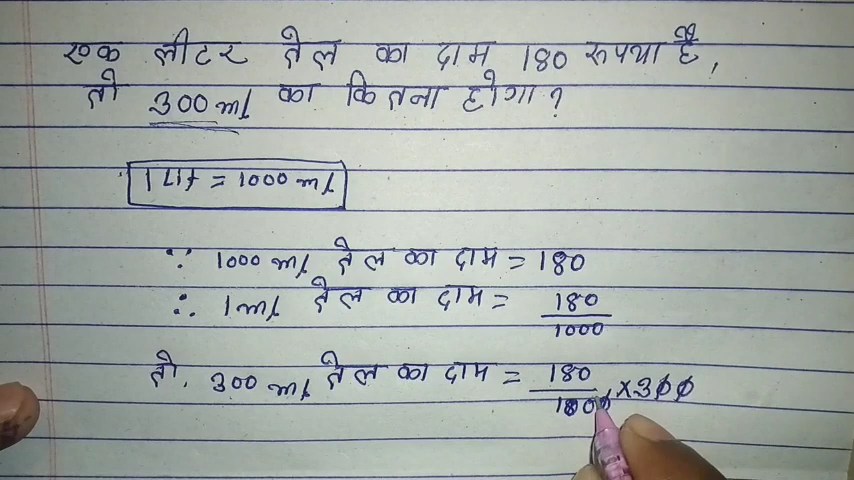 एक लीटर तेल का दाम 180 रुपया है,
तो 300 mL का कितना होगा?
1 Lit = 1000 mL
∵ 1000 mL तेल का दाम = 180
∴ 1 mL तेल का दाम = 180/1000
तो, 300 mL तेल का दाम = 180/1000 × 300